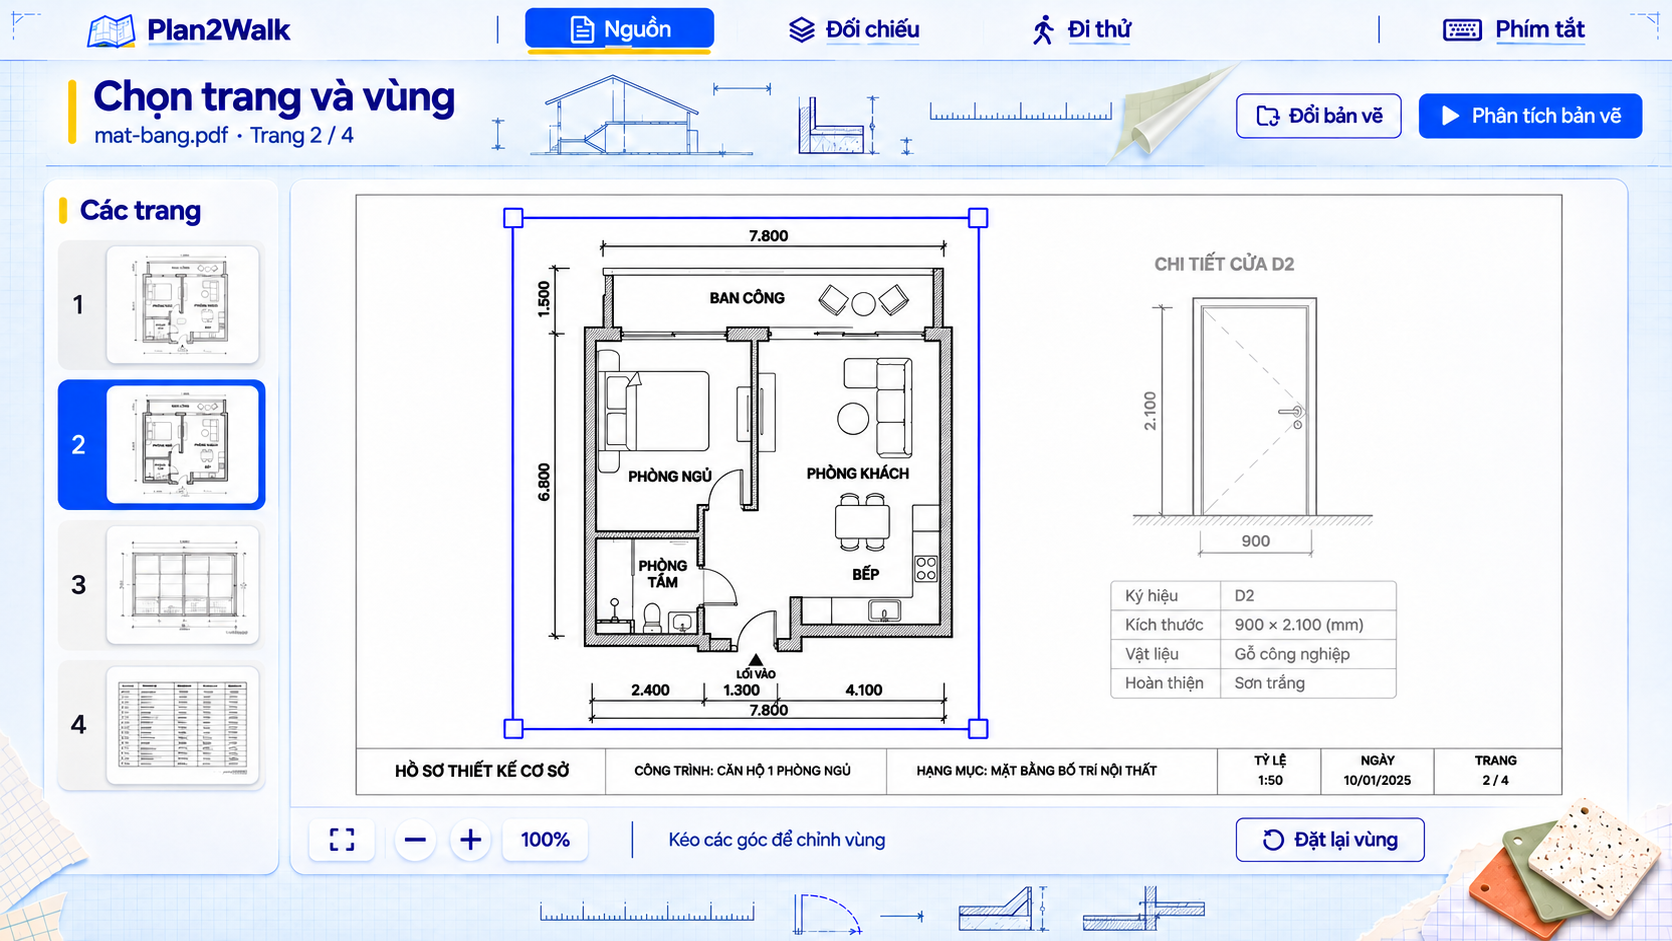 Plan2Walk
Nguồn
Đối chiếu
Đi thử
Phím tắt
Chọn trang và vùng
mat-bang.pdf · Trang 2 / 4
Đổi bản vẽ
Phân tích bản vẽ
Các trang
1
2
3
4
7.800
1.500
BAN CÔNG
6.800
PHÒNG NGỦ
PHÒNG KHÁCH
PHÒNG
TẮM
BẾP
LỐI VÀO
2.400
1.300
4.100
7.800
CHI TIẾT CỬA D2
2.100
900
Ký hiệu D2
Kích thước 900 × 2.100 (mm)
Vật liệu Gỗ công nghiệp
Hoàn thiện Sơn trắng
HỒ SƠ THIẾT KẾ CƠ SỞ
CÔNG TRÌNH: CĂN HỘ 1 PHÒNG NGỦ
HẠNG MỤC: MẶT BẰNG BỐ TRÍ NỘI THẤT
TỶ LỆ
1:50
NGÀY
10/01/2025
TRANG
2 / 4
100%
Kéo các góc để chỉnh vùng
Đặt lại vùng